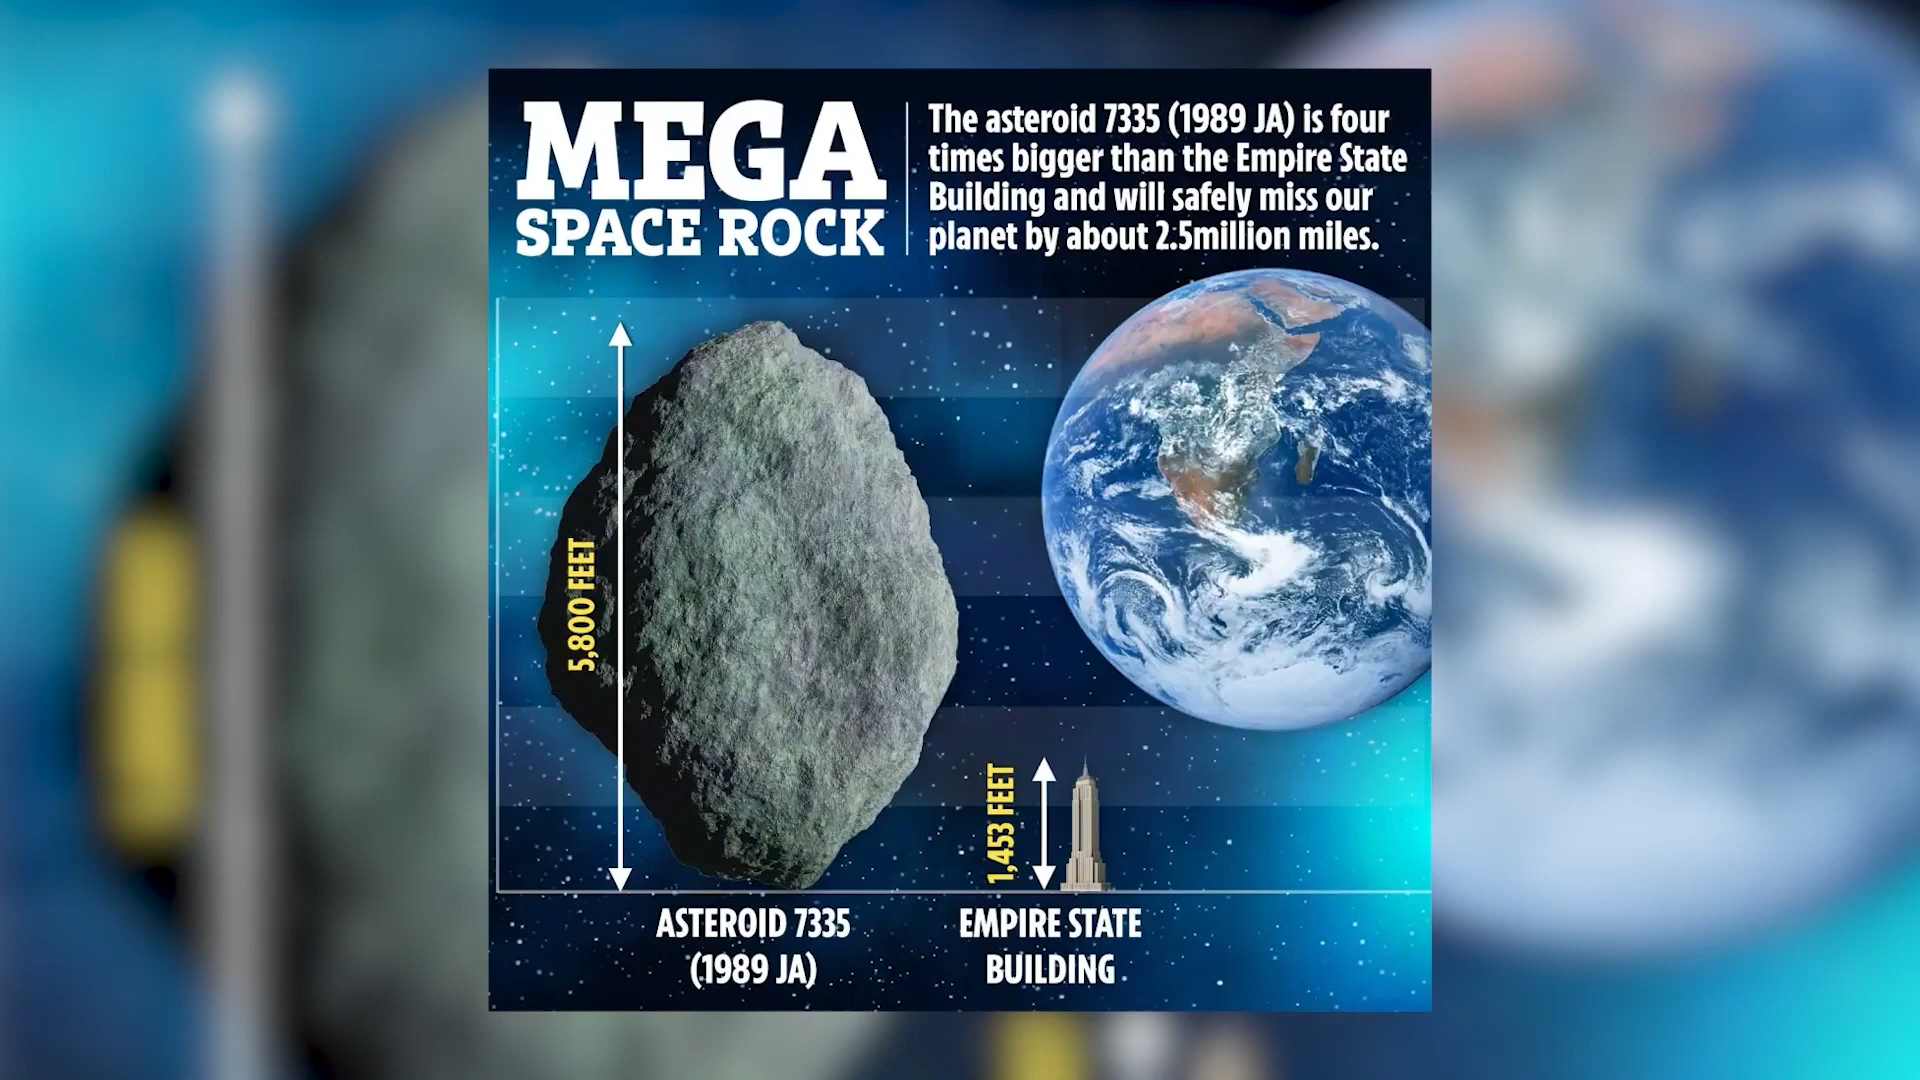 MEGA
SPACE ROCK
The asteroid 7335 (1989 JA) is four
times bigger than the Empire State
Building and will safely miss our
planet by about 2.5million miles.
5,800 FEET
1,453 FEET
ASTEROID 7335
(1989 JA)
EMPIRE STATE
BUILDING